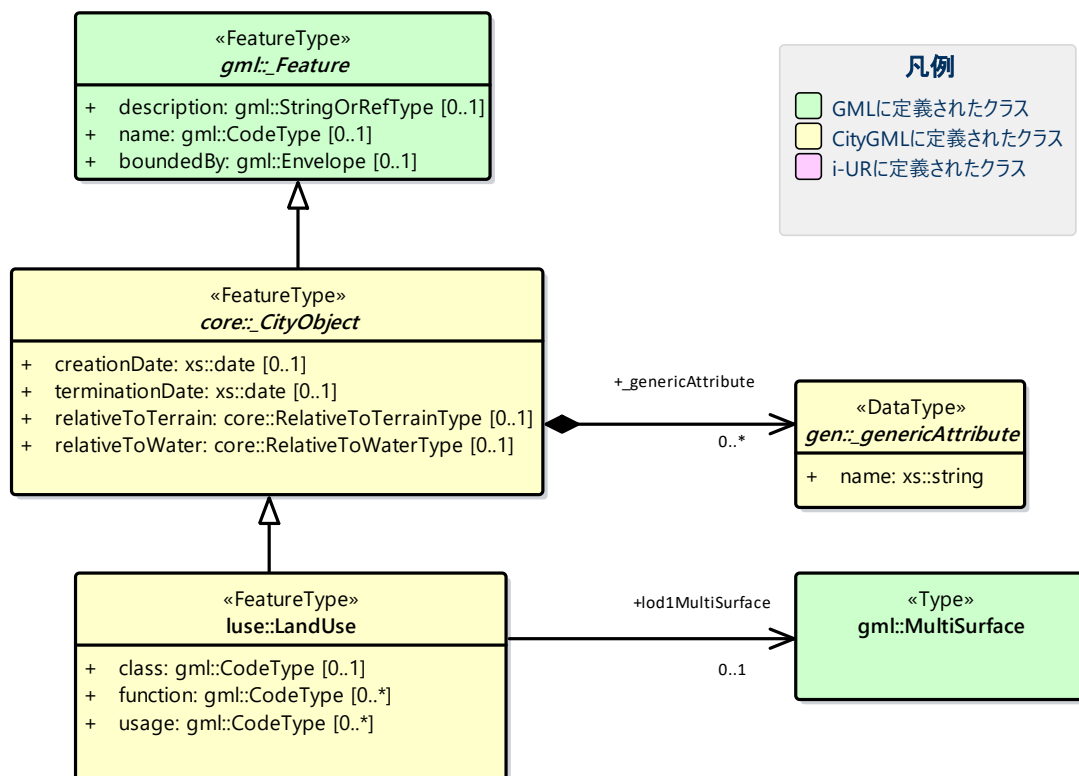 «FeatureType»
gml::_Feature
+ description: gml::StringOrRefType [0..1]
+ name: gml::CodeType [0..1]
+ boundedBy: gml::Envelope [0..1]
凡例
GMLに定義されたクラス
CityGMLに定義されたクラス
i-URに定義されたクラス
«FeatureType»
core::_CityObject
+ creationDate: xs::date [0..1]
+ terminationDate: xs::date [0..1]
+ relativeToTerrain: core::RelativeToTerrainType [0..1]
+ relativeToWater: core::RelativeToWaterType [0..1]
+_genericAttribute
0..*
«DataType»
gen::_genericAttribute
+ name: xs::string
«FeatureType»
luse::LandUse
+ class: gml::CodeType [0..1]
+ function: gml::CodeType [0..*]
+ usage: gml::CodeType [0..*]
+lod1MultiSurface
0..1
«Type»
gml::MultiSurface